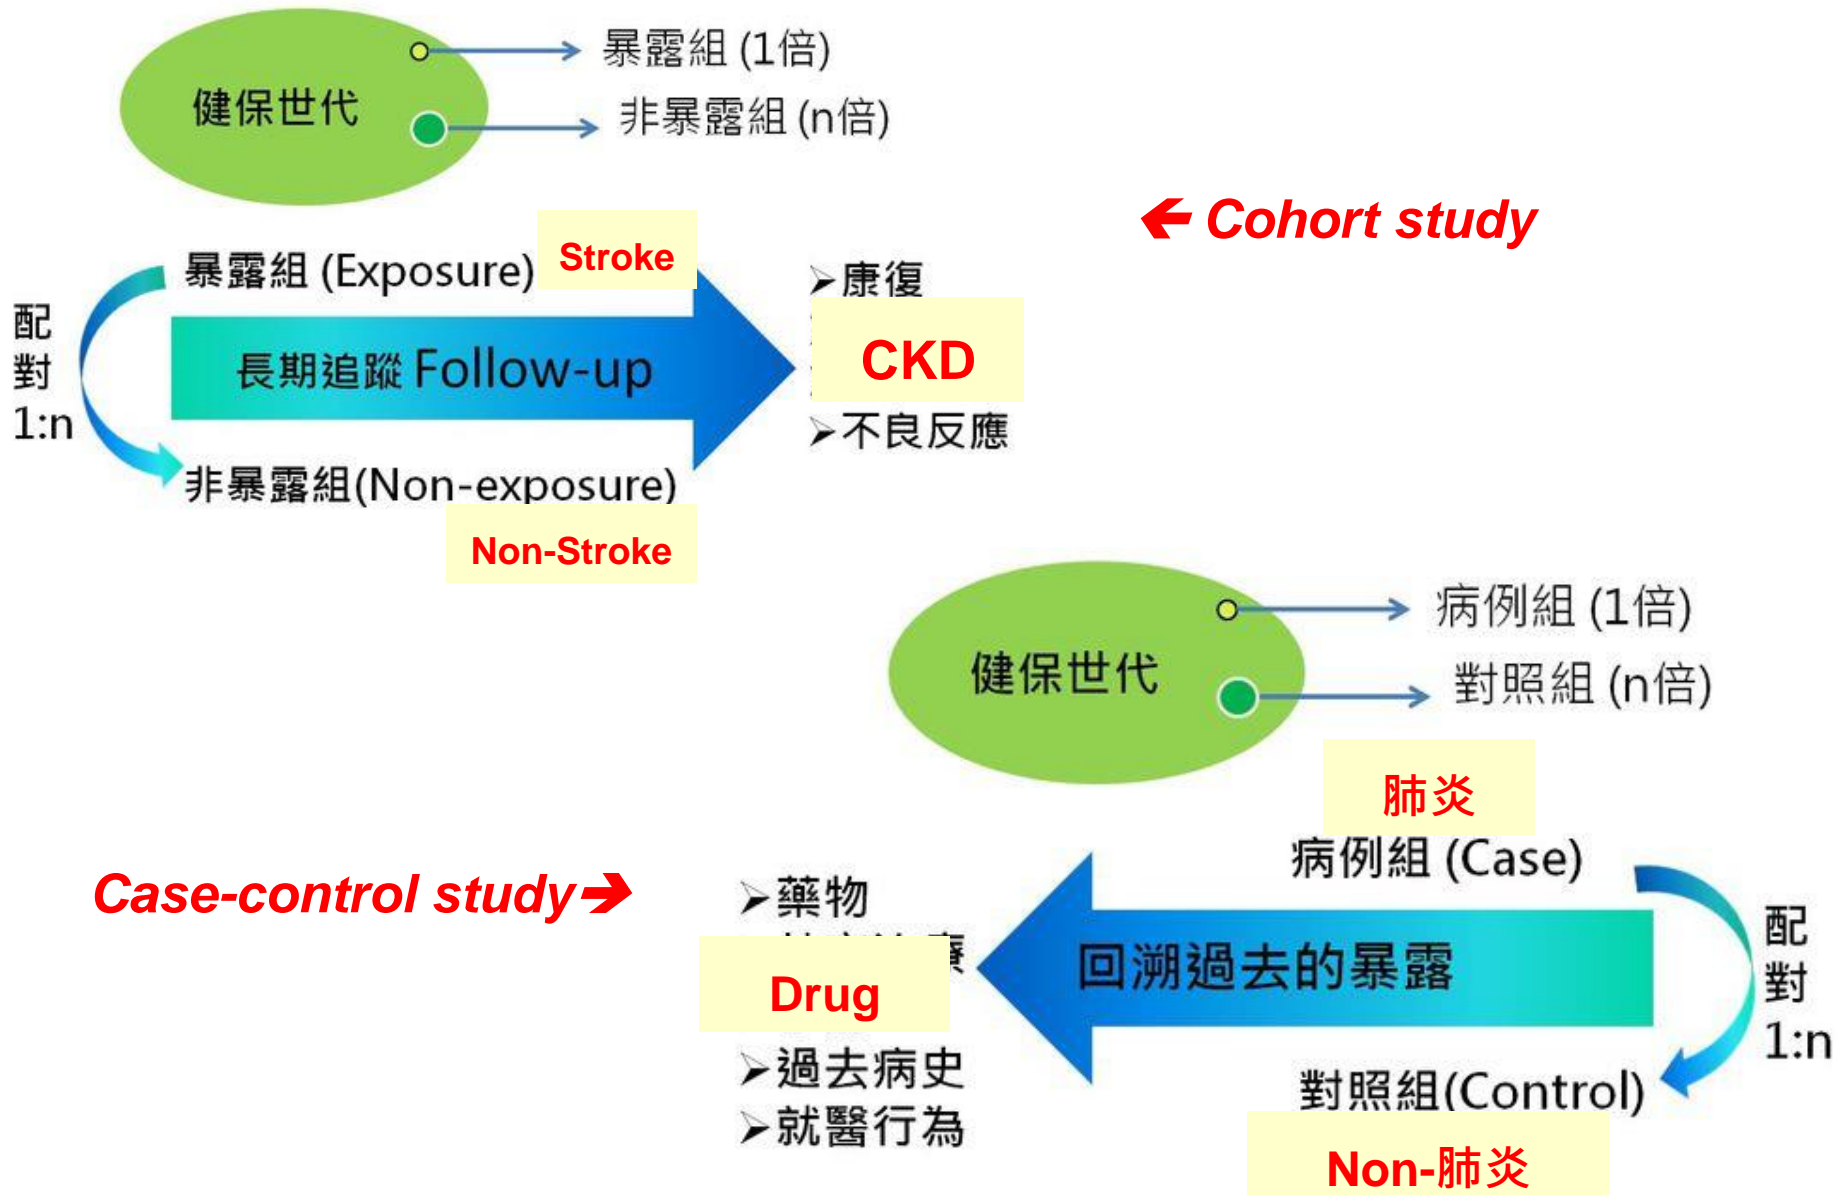 健保世代
暴露組 (1倍)
非暴露組 (n倍)
← Cohort study
暴露組 (Exposure)
Stroke
配對 1:n
長期追蹤 Follow-up
非暴露組(Non-exposure)
Non-Stroke
➢康復
CKD
➢不良反應
健保世代
病例組 (1倍)
對照組 (n倍)
肺炎
病例組 (Case)
Case-control study→
➢藥物
療
Drug
➢過去病史
➢就醫行為
回溯過去的暴露
配對 1:n
對照組(Control)
Non-肺炎